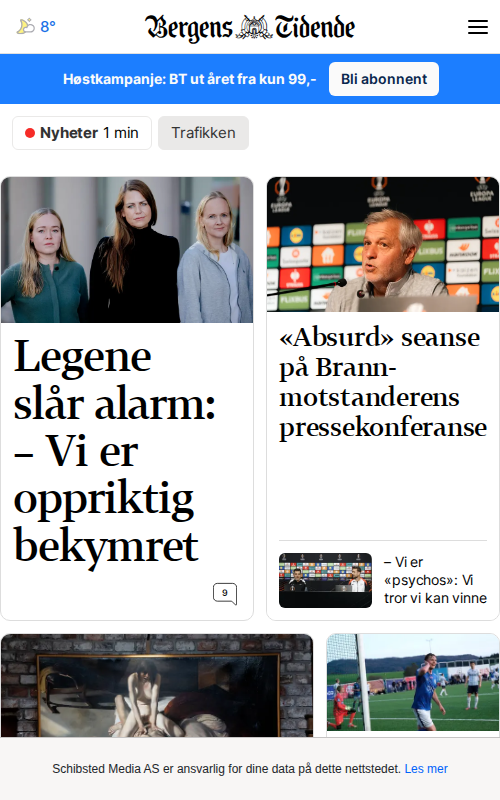 8°
Bergens Tidende
Høstkampanje: BT ut året fra kun 99,-
Bli abonnent
Nyheter 1 min
Trafikken
Legene
slår alarm:
– Vi er
oppriktig
bekymret
9
«Absurd» seanse
på Brann-
motstanderens
pressekonferanse
– Vi er
«psychos»: Vi
tror vi kan vinne
Schibsted Media AS er ansvarlig for dine data på dette nettstedet. Les mer